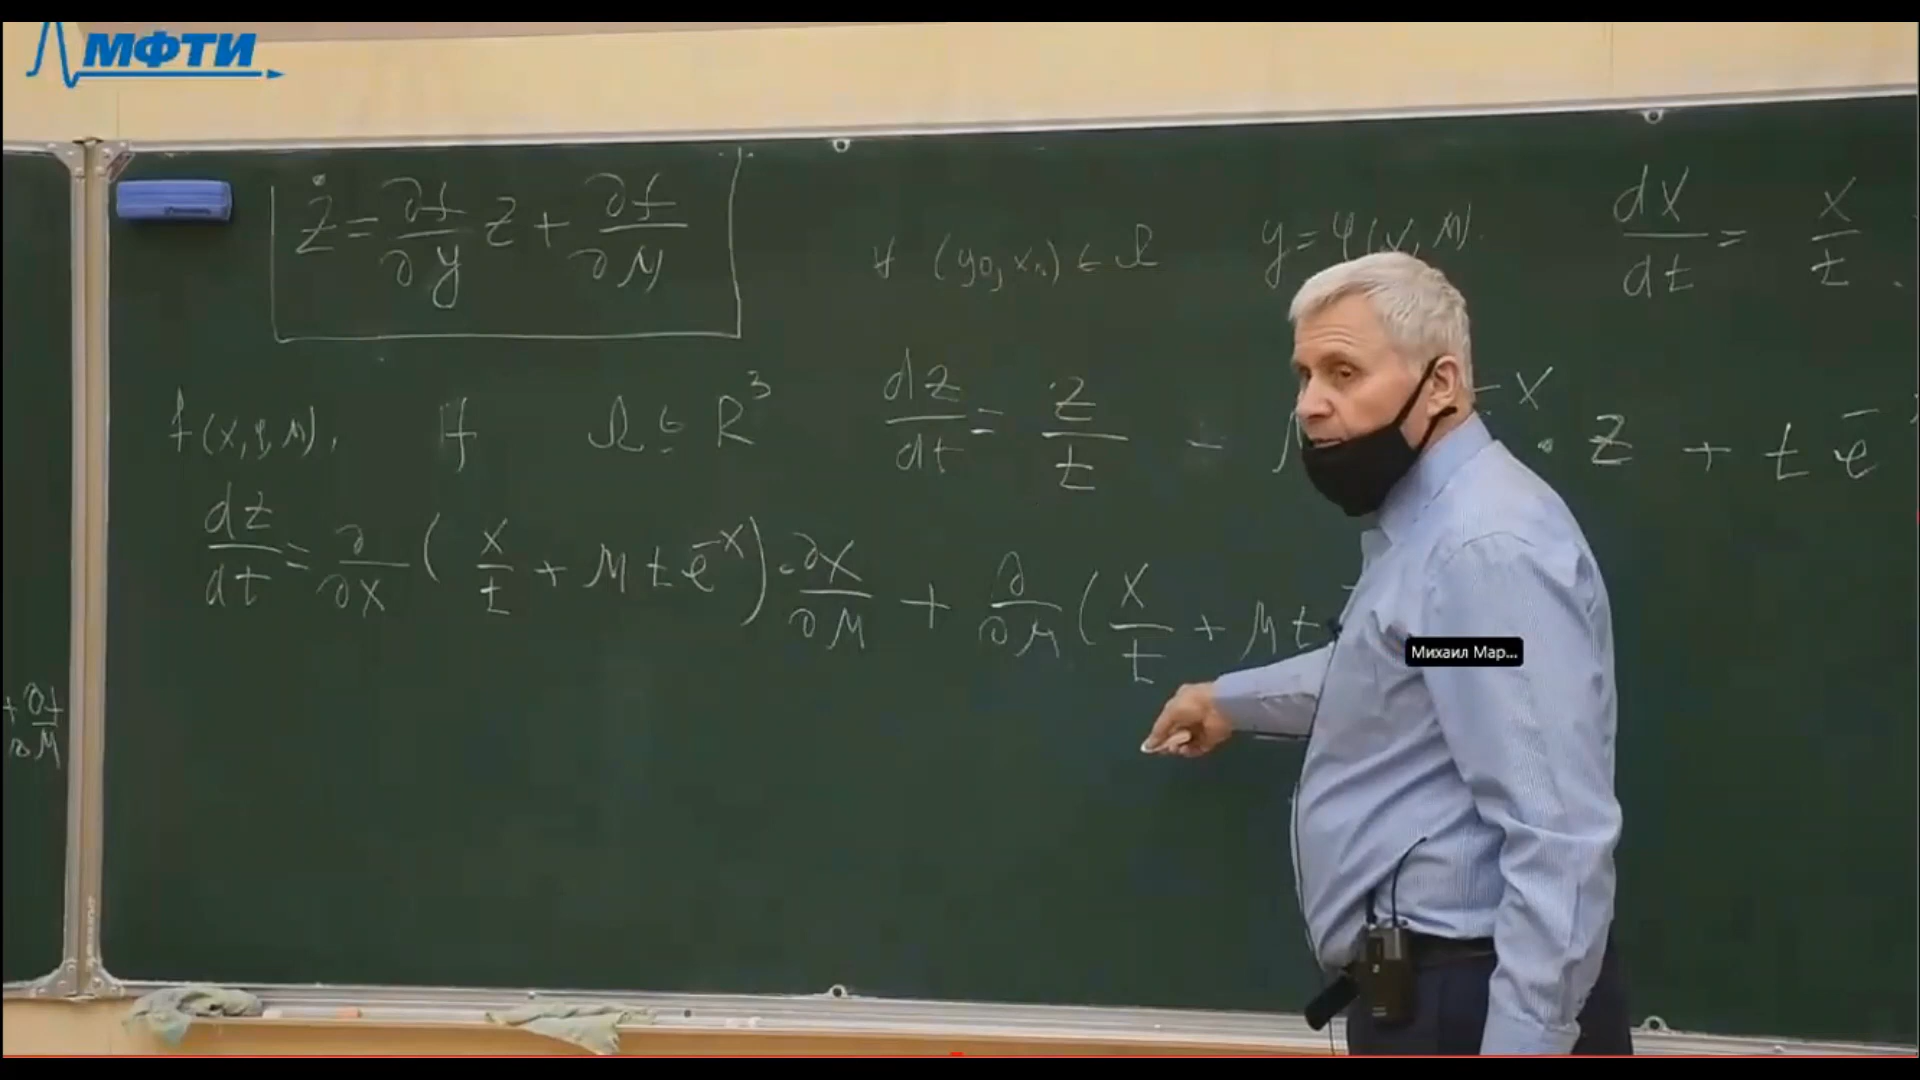 МФТИ
ż = ∂f/∂y z + ∂f/∂μ
∀ (y₀, x₀) ∈ Ω y = φ(x, μ). dx/dt = x/t
f(x, y, μ), Ω ⊆ R³ dz/dt = z/t - e^{-x} · z + t e^{-
dz/dt = ∂/∂x ( x/t + μ t e^{-x} ) · ∂x/∂μ + ∂/∂μ ( x/t + μ t
+ ∂f/∂μ
Михаил Мар...